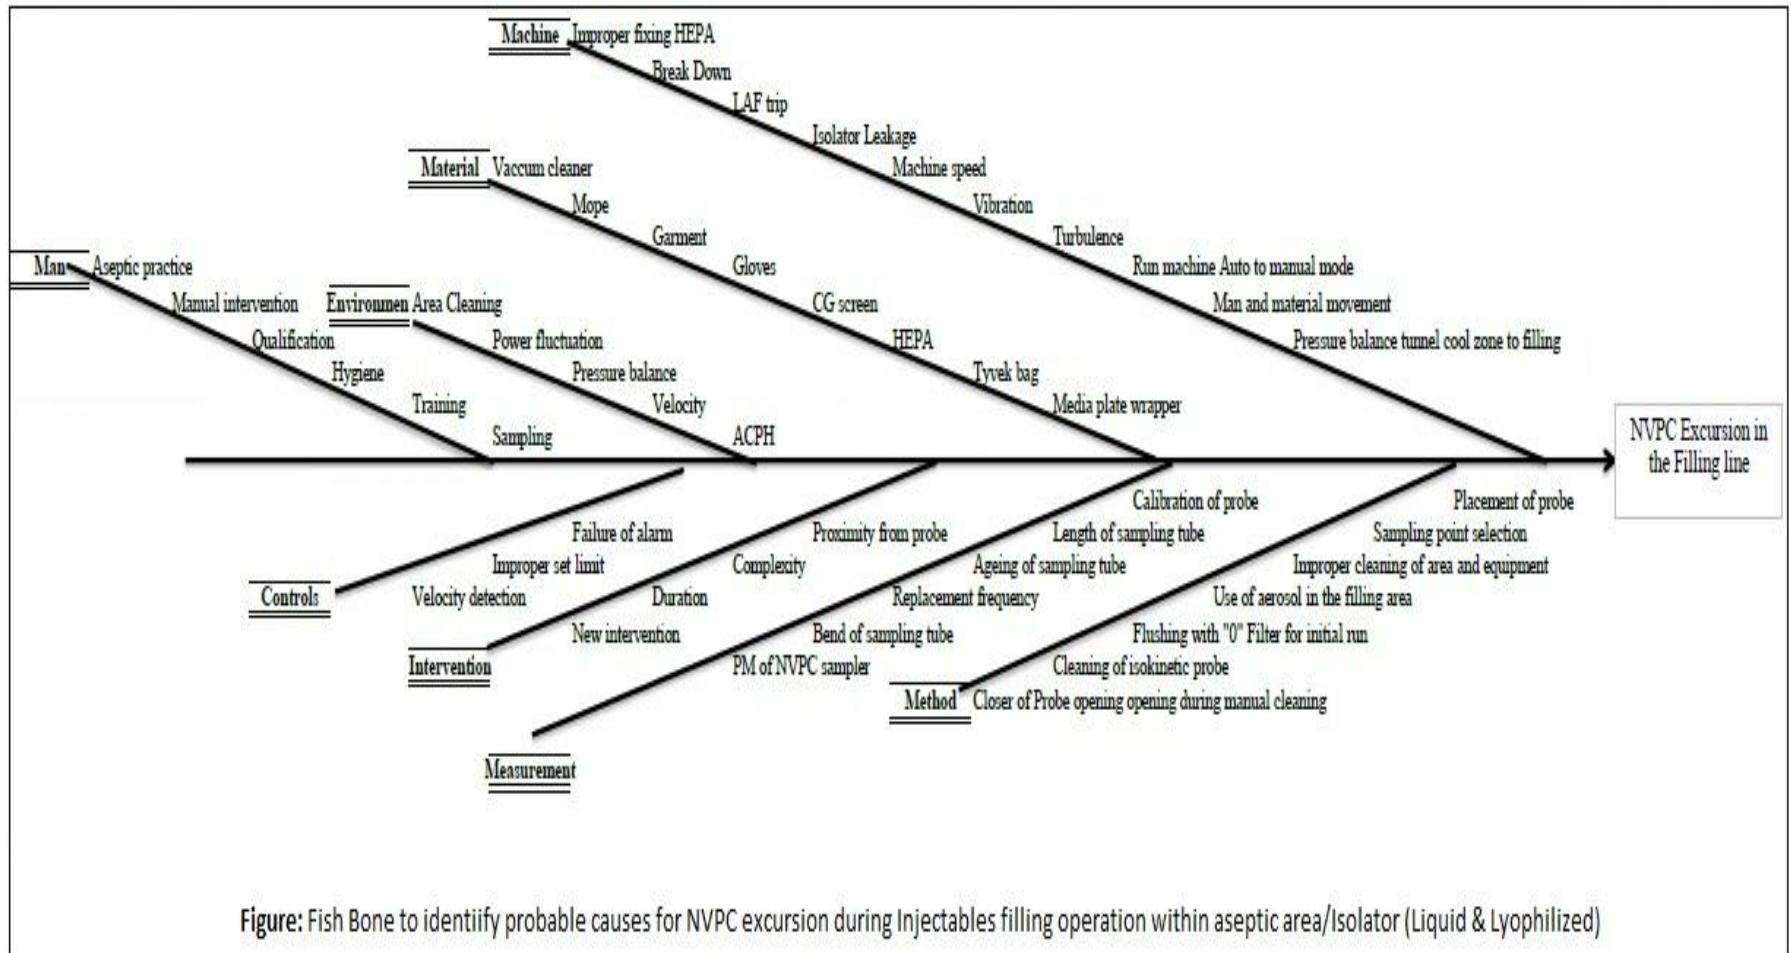 Machine
Improper fixing HEPA
Break Down
LAF trip
Isolator Leakage
Machine speed
Vibration
Turbulence
Run machine Auto to manual mode
Man and material movement
Pressure balance tunnel cool zone to filling
Material
Vaccum cleaner
Mope
Garment
Gloves
CG screen
HEPA
Tyvek bag
Media plate wrapper
Man
Aseptic practice
Manual intervention
Qualification
Hygiene
Training
Sampling
Environmen
Area Cleaning
Power fluctuation
Pressure balance
Velocity
ACPH
NVPC Excursion in
the Filling line
Controls
Failure of alarm
Improper set limit
Velocity detection
Intervention
Proximity from probe
Complexity
Duration
New intervention
Measurement
Calibration of probe
Length of sampling tube
Ageing of sampling tube
Replacement frequency
Bend of sampling tube
PM of NVPC sampler
Method
Placement of probe
Sampling point selection
Improper cleaning of area and equipment
Use of aerosol in the filling area
Flushing with "0" Filter for initial run
Cleaning of isokinetic probe
Closer of Probe opening opening during manual cleaning
Figure: Fish Bone to identiify probable causes for NVPC excursion during Injectables filling operation within aseptic area/Isolator (Liquid & Lyophilized)